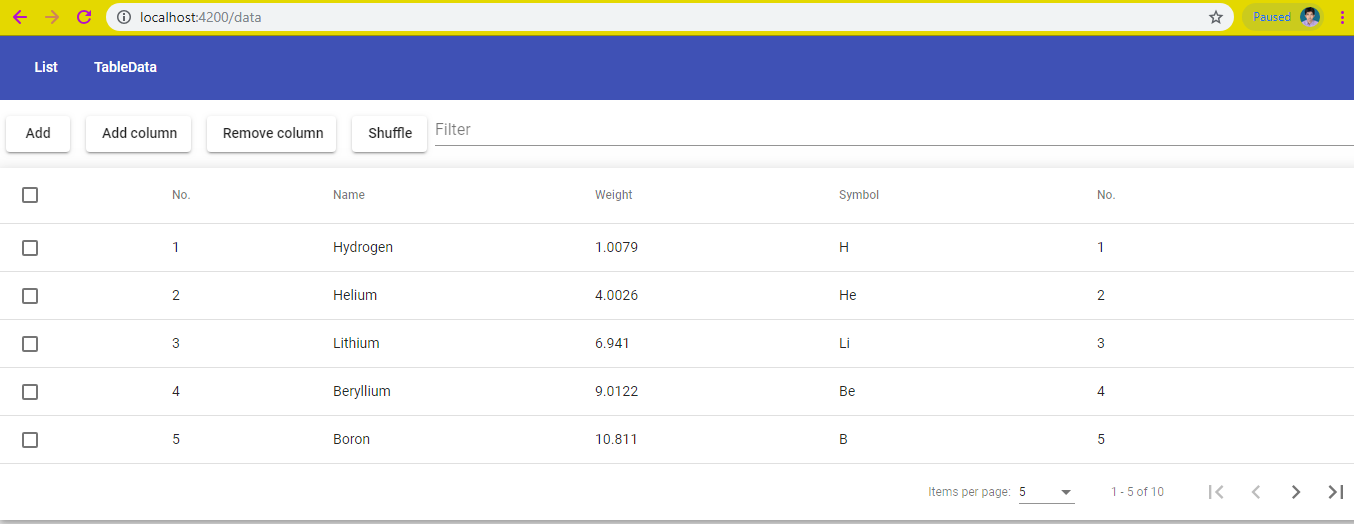 localhost:4200/data Paused
List TableData
Add Add column Remove column Shuffle Filter
No. Name Weight Symbol No.
1 Hydrogen 1.0079 H 1
2 Helium 4.0026 He 2
3 Lithium 6.941 Li 3
4 Beryllium 9.0122 Be 4
5 Boron 10.811 B 5
Items per page: 5 1 - 5 of 10